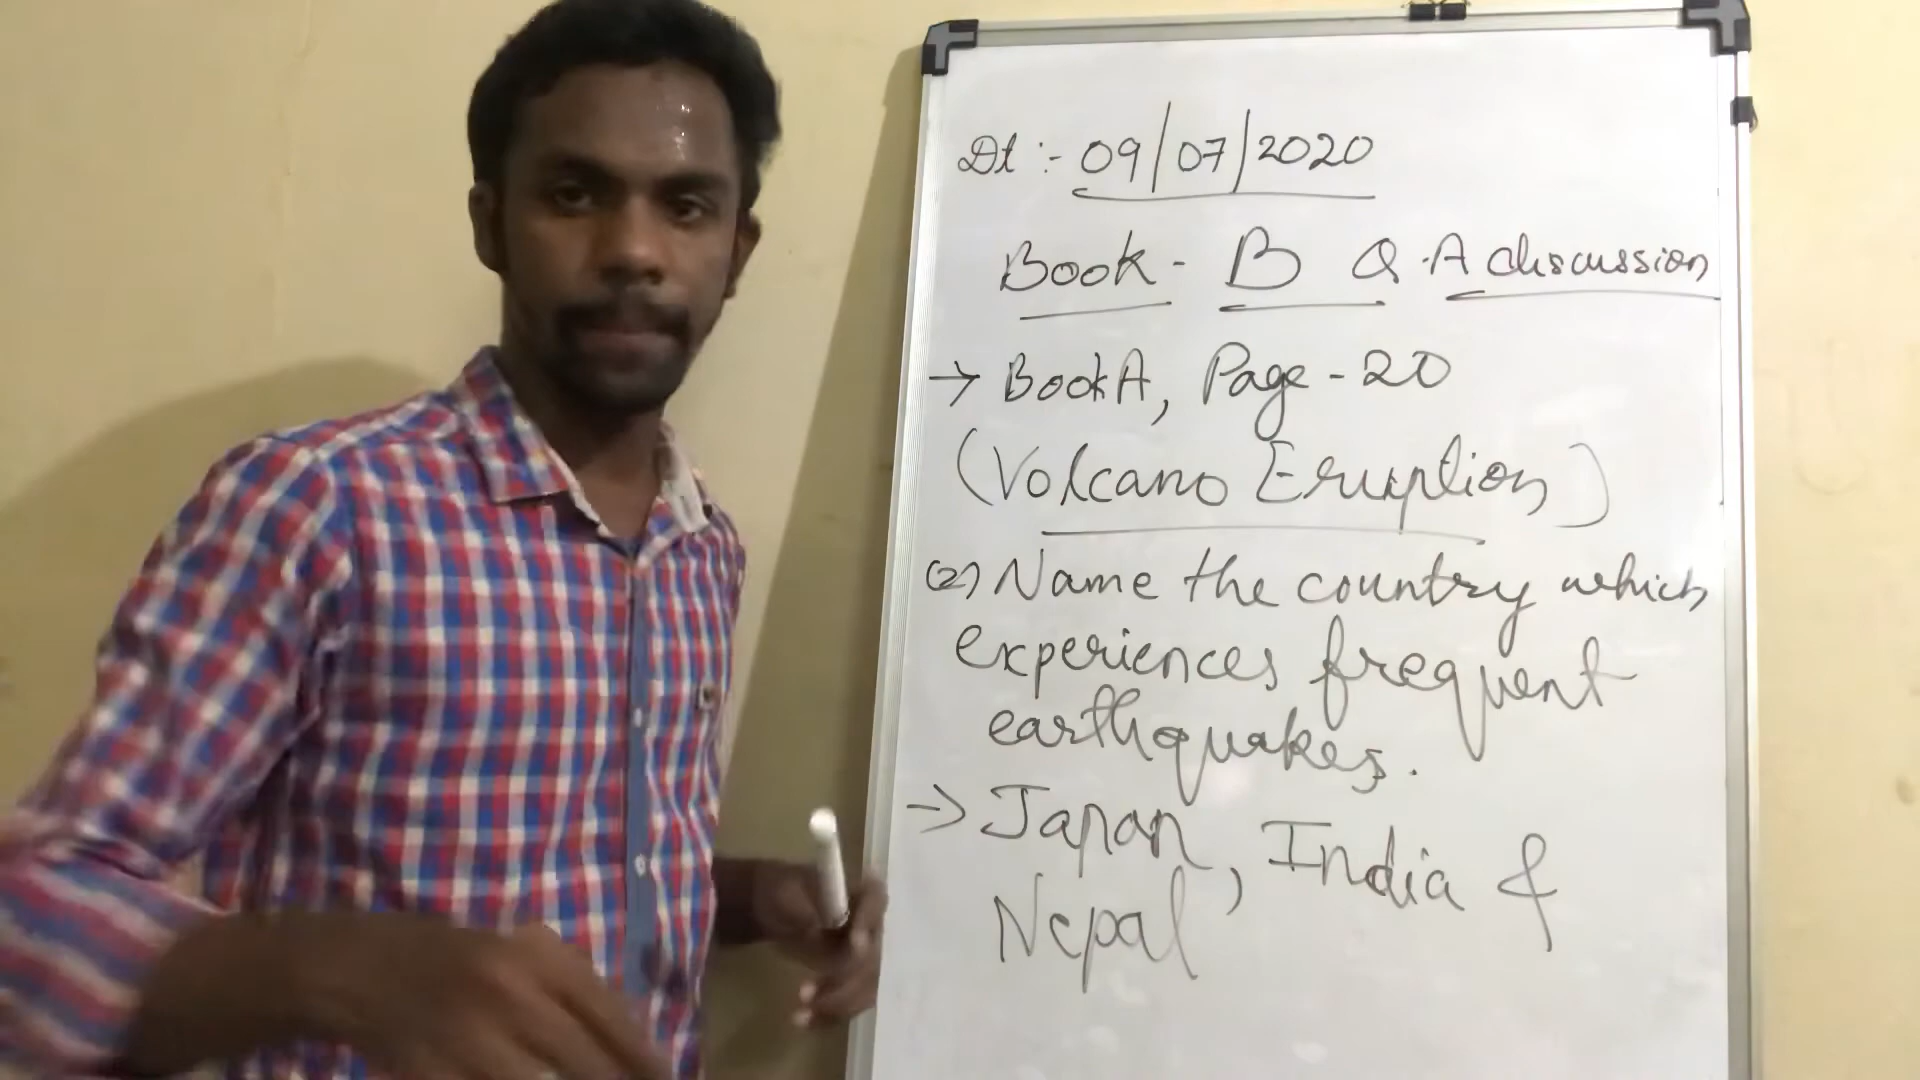 Dt :- 09/07/2020
Book - B Q.A discussion
→ Book A, Page - 20
(Volcano Eruption)
(2) Name the country which
experiences frequent
earthquakes.
→ Japan, India &
Nepal